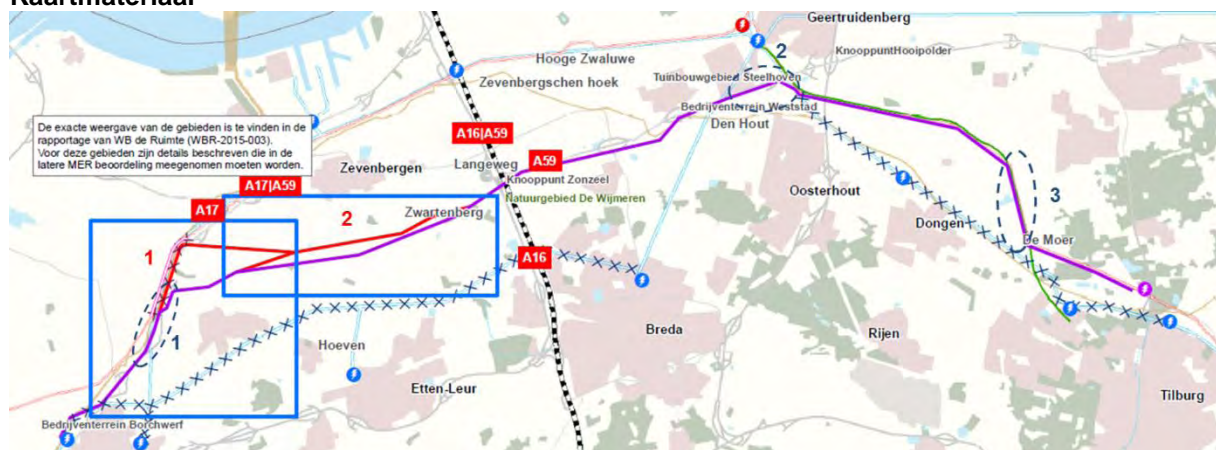 Kaartmateriaal
Geertruidenberg
2
Hooge Zwaluwe
KnooppuntHooipolder
Zevenbergschen hoek
Tuinbouwgebied Steelhoven
Bedrijventerrein Weststad
Den Hout
De exacte weergave van de gebieden is te vinden in de
rapportage van WB de Ruimte (WBR-2015-003).
Voor deze gebieden zijn details beschreven die in de
latere MER beoordeling meegenomen moeten worden.
A16|A59
Zevenbergen
Langeweg
A59
Knooppunt Zonzeel
A17|A59
Natuurgebied De Wijmeren
Oosterhout
3
A17
2
Zwartenberg
Dongen
De Moer
1
A16
Breda
Rijen
1
Hoeven
Etten-Leur
Tilburg
Bedrijventerrein Borchwerf